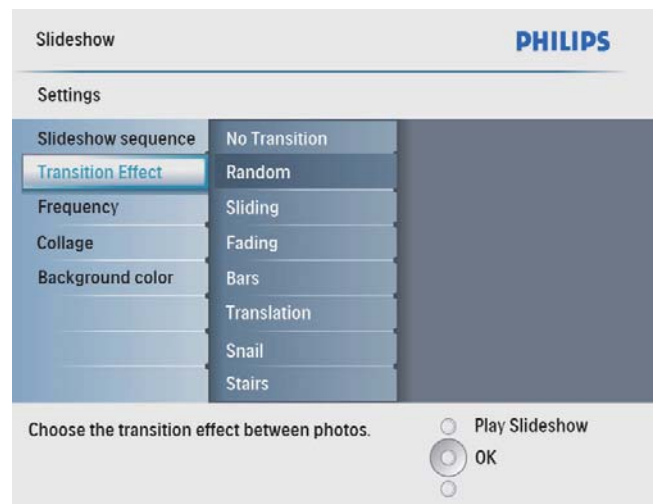 Slideshow
PHILIPS
Settings
Slideshow sequence
Transition Effect
Frequency
Collage
Background color
No Transition
Random
Sliding
Fading
Bars
Translation
Snail
Stairs
Choose the transition effect between photos.
Play Slideshow
OK